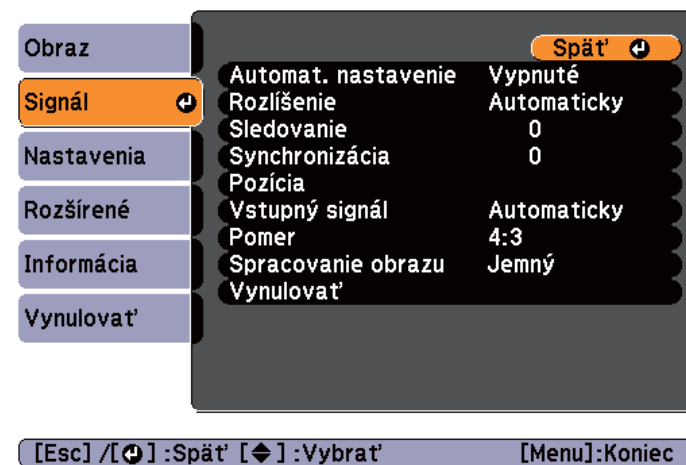 Obraz
Signál
Nastavenia
Rozšírené
Informácia
Vynulovať
Späť
Automat. nastavenie Vypnuté
Rozlíšenie Automaticky
Sledovanie 0
Synchronizácia 0
Pozícia
Vstupný signál Automaticky
Pomer 4:3
Spracovanie obrazu Jemný
Vynulovať
[Esc] /[⏎] :Späť [◆] :Vybrať [Menu]:Koniec